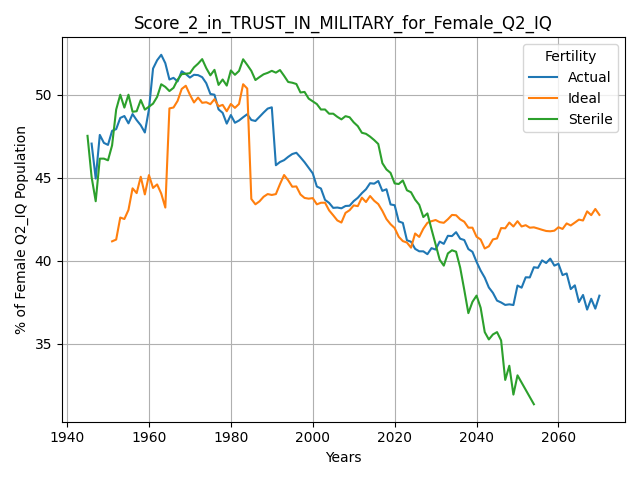 Score_2_in_TRUST_IN_MILITARY_for_Female_Q2_IQ
% of Female Q2_IQ Population
50
45
40
35
Fertility
Actual
Ideal
Sterile
1940 1960 1980 2000 2020 2040 2060
Years